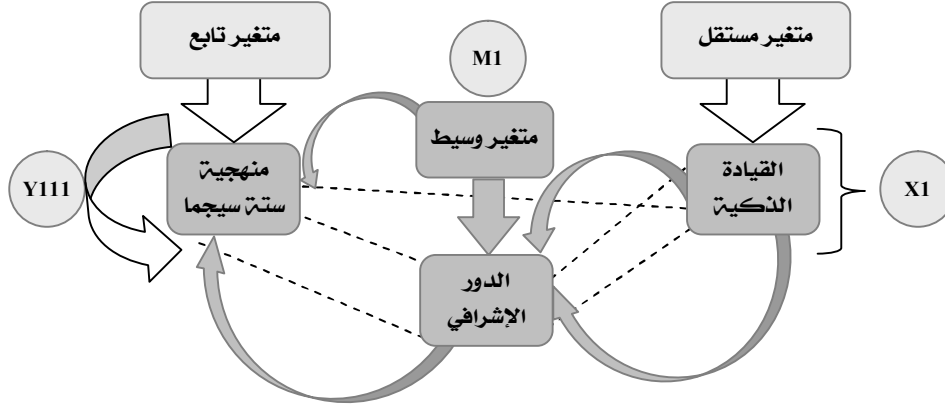 متغير مستقل
متغير تابع
M1
متغير وسيط
القيادة
الذكية
X1
منهجية
ستة سيجما
Y111
الدور
الإشرافي